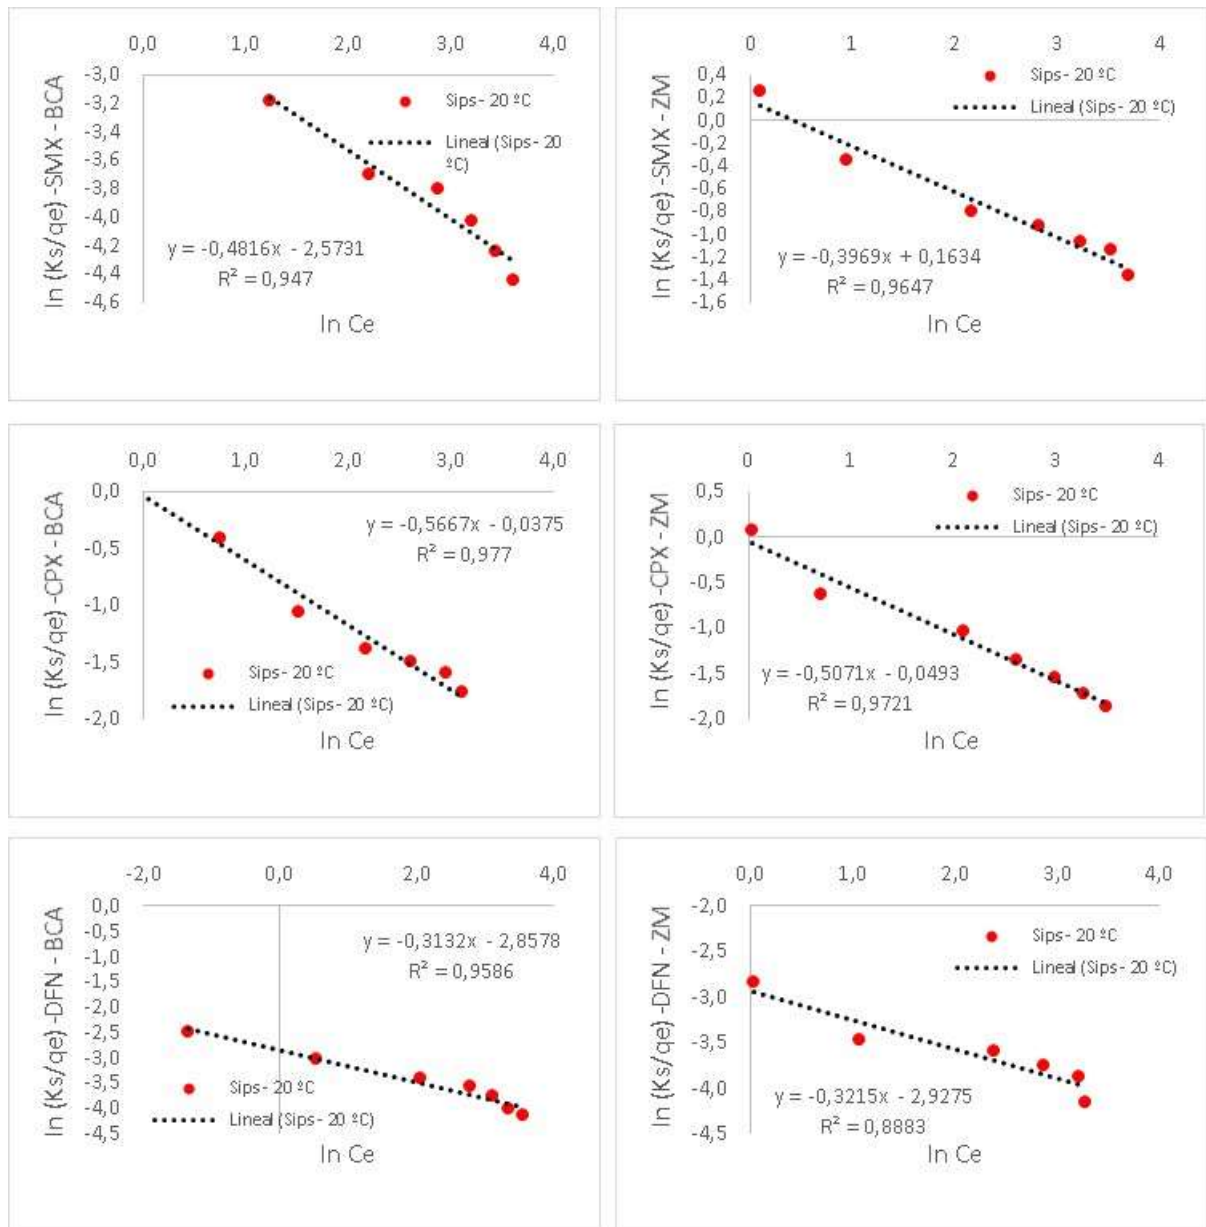 0,0 1,0 2,0 3,0 4,0
-3,0
-3,2
-3,4
-3,6
-3,8
-4,0
-4,2
-4,4
-4,6
ln (Ks/qe) -SMX - BCA
Sips- 20 ºC
Lineal (Sips- 20
ºC)
y = -0,4816x - 2,5731
R² = 0,947
ln Ce
0 1 2 3 4
0,4
0,2
0,0
-0,2
-0,4
-0,6
-0,8
-1,0
-1,2
-1,4
-1,6
ln (Ks/qe) -SMX - ZM
Sips- 20 ºC
Lineal (Sips- 20 ºC)
y = -0,3969x + 0,1634
R² = 0,9647
ln Ce
0,0 1,0 2,0 3,0 4,0
0,0
-0,5
-1,0
-1,5
-2,0
ln (Ks/qe) -CPX - BCA
y = -0,5667x - 0,0375
R² = 0,977
Sips- 20 ºC
Lineal (Sips- 20 ºC)
ln Ce
0 1 2 3 4
0,5
0,0
-0,5
-1,0
-1,5
-2,0
ln (Ks/qe) -CPX - ZM
Sips- 20 ºC
Lineal (Sips- 20 ºC)
y = -0,5071x - 0,0493
R² = 0,9721
ln Ce
-2,0 0,0 2,0 4,0
0,0
-0,5
-1,0
-1,5
-2,0
-2,5
-3,0
-3,5
-4,0
-4,5
ln (Ks/qe) -DFN - BCA
y = -0,3132x - 2,8578
R² = 0,9586
Sips- 20 ºC
Lineal (Sips- 20 ºC)
ln Ce
0,0 1,0 2,0 3,0 4,0
-2,0
-2,5
-3,0
-3,5
-4,0
-4,5
ln (Ks/qe) -DFN - ZM
Sips- 20 ºC
Lineal (Sips- 20 ºC)
y = -0,3215x - 2,9275
R² = 0,8883
ln Ce